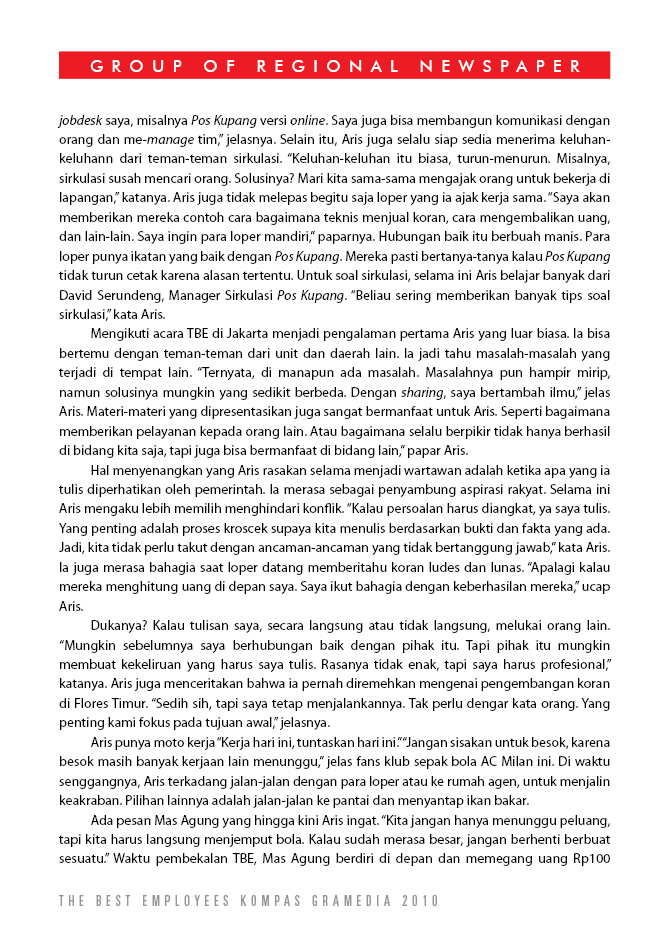 GROUP OF REGIONAL NEWSPAPER
jobdesk saya, misalnya Pos Kupang versi online. Saya juga bisa membangun komunikasi dengan
orang dan me-manage tim,” jelasnya. Selain itu, Aris juga selalu siap sedia menerima keluhan-
keluhann dari teman-teman sirkulasi. “Keluhan-keluhan itu biasa, turun-menurun. Misalnya,
sirkulasi susah mencari orang. Solusinya? Mari kita sama-sama mengajak orang untuk bekerja di
lapangan,” katanya. Aris juga tidak melepas begitu saja loper yang ia ajak kerja sama. “Saya akan
memberikan mereka contoh cara bagaimana teknis menjual koran, cara mengembalikan uang,
dan lain-lain. Saya ingin para loper mandiri,” paparnya. Hubungan baik itu berbuah manis. Para
loper punya ikatan yang baik dengan Pos Kupang. Mereka pasti bertanya-tanya kalau Pos Kupang
tidak turun cetak karena alasan tertentu. Untuk soal sirkulasi, selama ini Aris belajar banyak dari
David Serundeng, Manager Sirkulasi Pos Kupang. “Beliau sering memberikan banyak tips soal
sirkulasi,” kata Aris.
Mengikuti acara TBE di Jakarta menjadi pengalaman pertama Aris yang luar biasa. Ia bisa
bertemu dengan teman-teman dari unit dan daerah lain. Ia jadi tahu masalah-masalah yang
terjadi di tempat lain. “Ternyata, di manapun ada masalah. Masalahnya pun hampir mirip,
namun solusinya mungkin yang sedikit berbeda. Dengan sharing, saya bertambah ilmu,” jelas
Aris. Materi-materi yang dipresentasikan juga sangat bermanfaat untuk Aris. Seperti bagaimana
memberikan pelayanan kepada orang lain. Atau bagaimana selalu berpikir tidak hanya berhasil
di bidang kita saja, tapi juga bisa bermanfaat di bidang lain,” papar Aris.
Hal menyenangkan yang Aris rasakan selama menjadi wartawan adalah ketika apa yang ia
tulis diperhatikan oleh pemerintah. Ia merasa sebagai penyambung aspirasi rakyat. Selama ini
Aris mengaku lebih memilih menghindari konflik. “Kalau persoalan harus diangkat, ya saya tulis.
Yang penting adalah proses kroscek supaya kita menulis berdasarkan bukti dan fakta yang ada.
Jadi, kita tidak perlu takut dengan ancaman-ancaman yang tidak bertanggung jawab,” kata Aris.
Ia juga merasa bahagia saat loper datang memberitahu koran ludes dan lunas. “Apalagi kalau
mereka menghitung uang di depan saya. Saya ikut bahagia dengan keberhasilan mereka,” ucap
Aris.
Dukanya? Kalau tulisan saya, secara langsung atau tidak langsung, melukai orang lain.
“Mungkin sebelumnya saya berhubungan baik dengan pihak itu. Tapi pihak itu mungkin
membuat kekeliruan yang harus saya tulis. Rasanya tidak enak, tapi saya harus profesional,”
katanya. Aris juga menceritakan bahwa ia pernah diremehkan mengenai pengembangan koran
di Flores Timur. “Sedih sih, tapi saya tetap menjalankannya. Tak perlu dengar kata orang. Yang
penting kami fokus pada tujuan awal,” jelasnya.
Aris punya moto kerja “Kerja hari ini, tuntaskan hari ini.” “Jangan sisakan untuk besok, karena
besok masih banyak kerjaan lain menunggu,” jelas fans klub sepak bola AC Milan ini. Di waktu
senggangnya, Aris terkadang jalan-jalan dengan para loper atau ke rumah agen, untuk menjalin
keakraban. Pilihan lainnya adalah jalan-jalan ke pantai dan menyantap ikan bakar.
Ada pesan Mas Agung yang hingga kini Aris ingat. “Kita jangan hanya menunggu peluang,
tapi kita harus langsung menjemput bola. Kalau sudah merasa besar, jangan berhenti berbuat
sesuatu.” Waktu pembekalan TBE, Mas Agung berdiri di depan dan memegang uang Rp100
THE BEST EMPLOYEES KOMPAS GRAMEDIA 2010